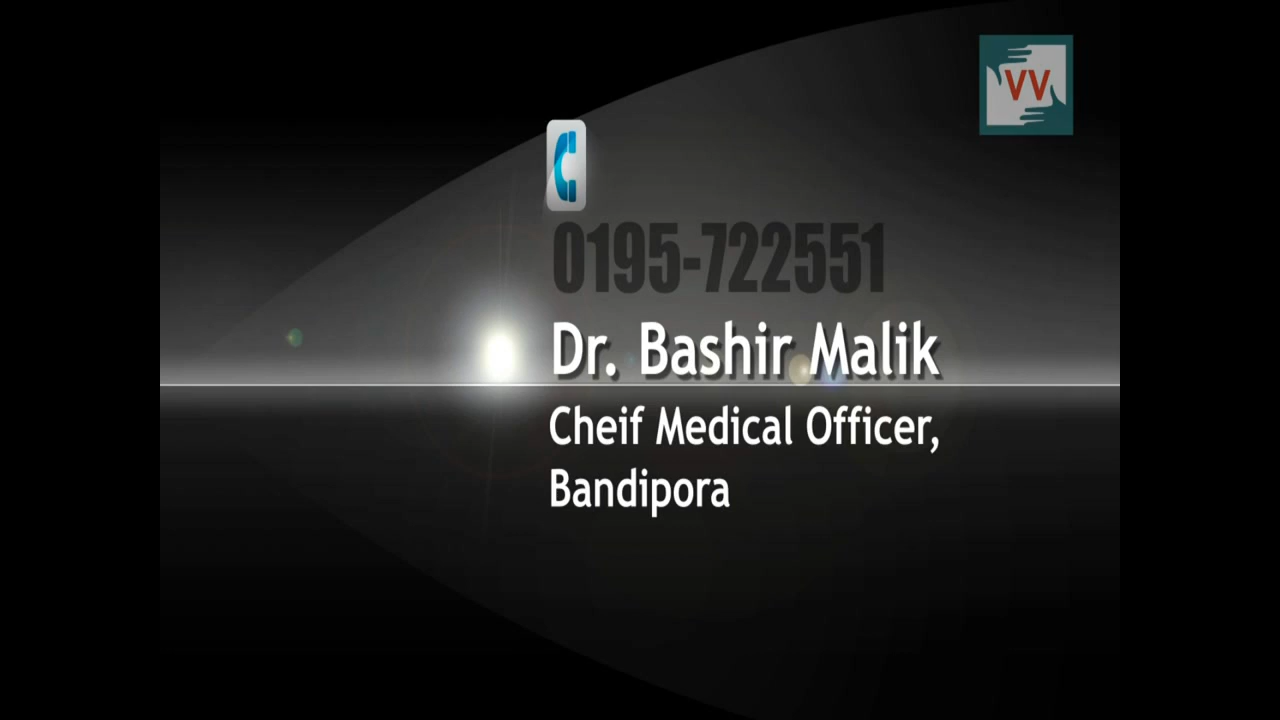 VV
0195-722551
Dr. Bashir Malik
Cheif Medical Officer,
Bandipora